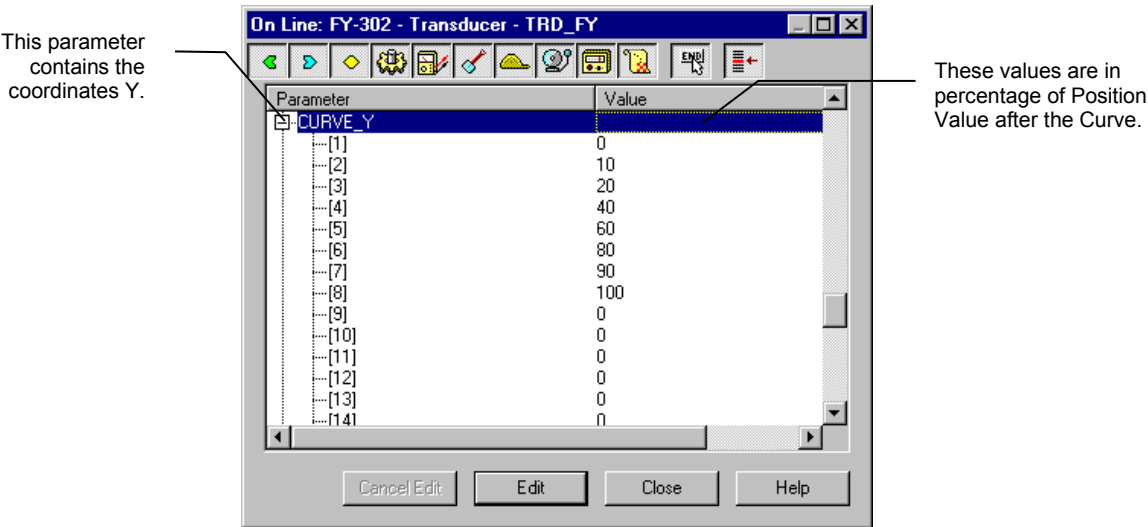 On Line: FY-302 - Transducer - TRD_FY
This parameter
contains the
coordinates Y.
END
These values are in
percentage of Position
Value after the Curve.
Parameter Value
CURVE_Y
[1] 0
[2] 10
[3] 20
[4] 40
[5] 60
[6] 80
[7] 90
[8] 100
[9] 0
[10] 0
[11] 0
[12] 0
[13] 0
[14] 0
Cancel Edit Edit Close Help